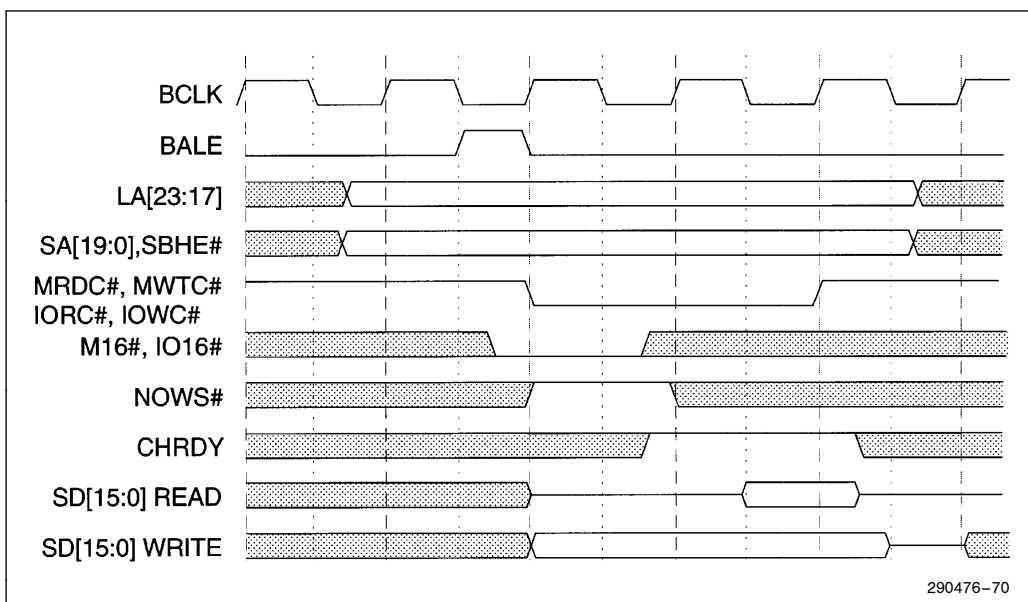 BCLK
BALE
LA[23:17]
SA[19:0],SBHE#
MRDC#, MWTC#
IORC#, IOWC#
M16#, IO16#
NOWS#
CHRDY
SD[15:0] READ
SD[15:0] WRITE
290476–70